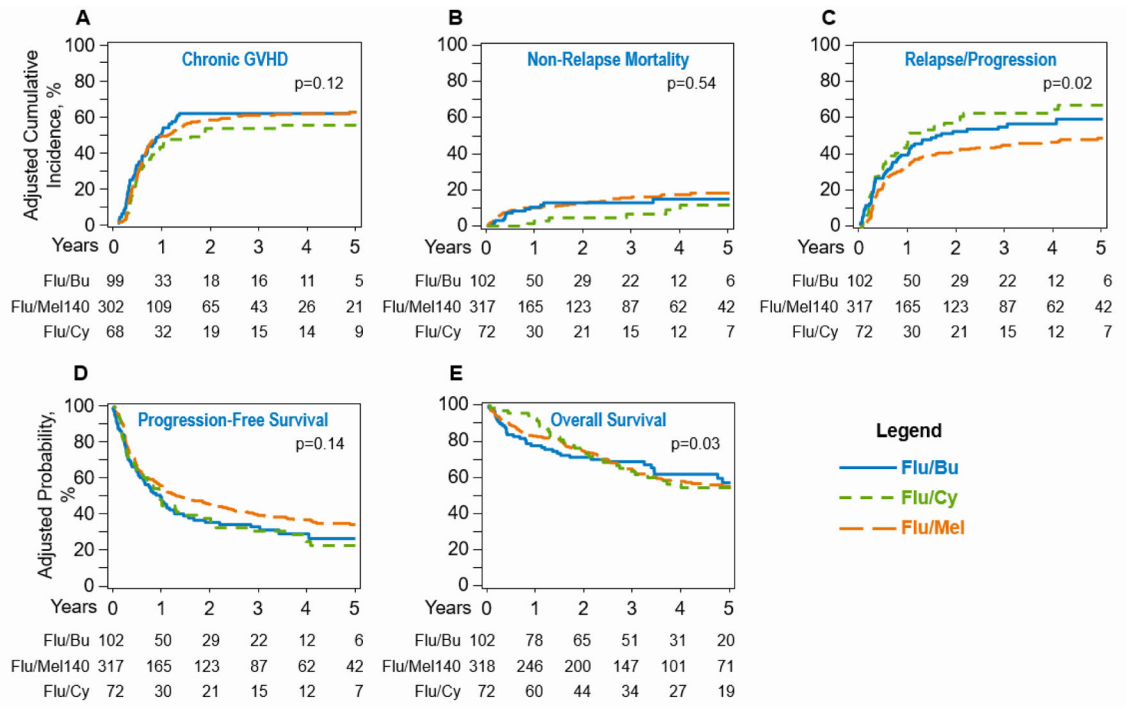 A
Chronic GVHD
p=0.12
Adjusted Cumulative
Incidence, %
100
80
60
40
20
0
Years 0 1 2 3 4 5
Flu/Bu 99 33 18 16 11 5
Flu/Mel140 302 109 65 43 26 21
Flu/Cy 68 32 19 15 14 9
B
Non-Relapse Mortality
p=0.54
100
80
60
40
20
0
Years 0 1 2 3 4 5
Flu/Bu 102 50 29 22 12 6
Flu/Mel140 317 165 123 87 62 42
Flu/Cy 72 30 21 15 12 7
C
Relapse/Progression
p=0.02
100
80
60
40
20
0
Years 0 1 2 3 4 5
Flu/Bu 102 50 29 22 12 6
Flu/Mel140 317 165 123 87 62 42
Flu/Cy 72 30 21 15 12 7
D
Progression-Free Survival
p=0.14
Adjusted Probability,
%
100
80
60
40
20
0
Years 0 1 2 3 4 5
Flu/Bu 102 50 29 22 12 6
Flu/Mel140 317 165 123 87 62 42
Flu/Cy 72 30 21 15 12 7
E
Overall Survival
p=0.03
100
80
60
40
20
0
Years 0 1 2 3 4 5
Flu/Bu 102 78 65 51 31 20
Flu/Mel140 318 246 200 147 101 71
Flu/Cy 72 60 44 34 27 19
Legend
Flu/Bu
Flu/Cy
Flu/Mel